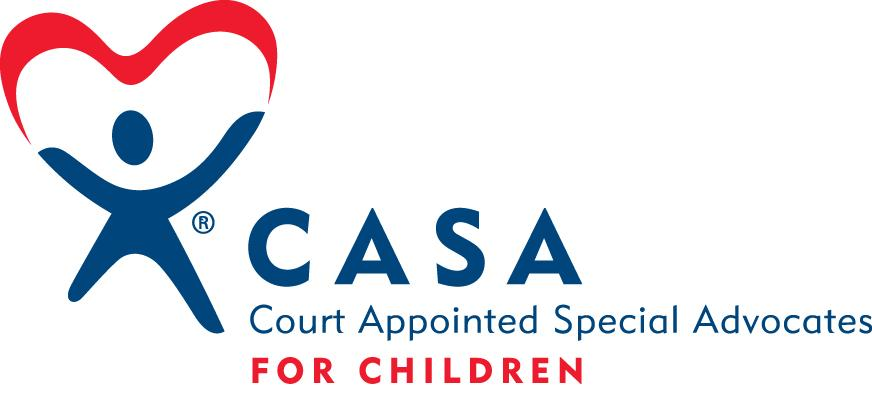 ® CASA
Court Appointed Special Advocates
FOR CHILDREN